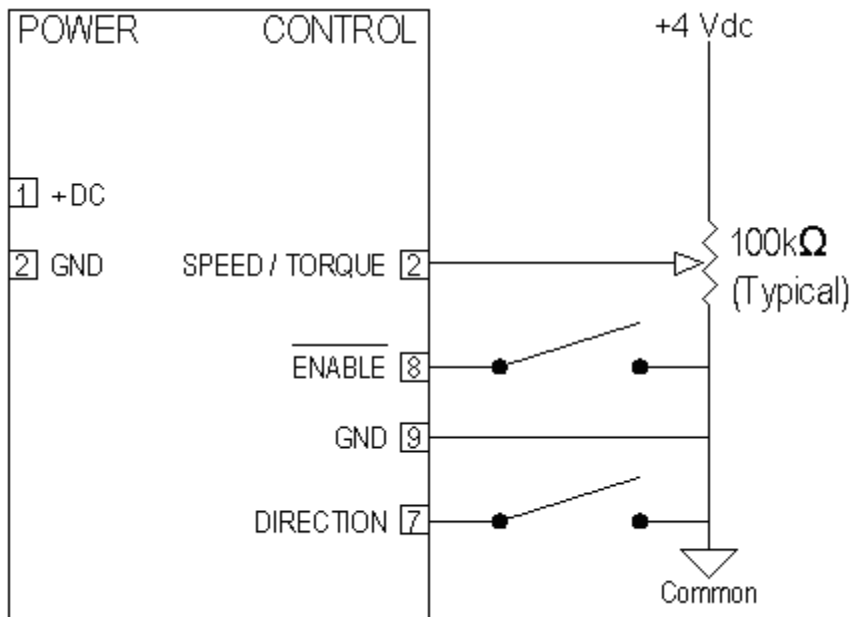 POWER CONTROL
+4 Vdc
1 +DC
2 GND
SPEED / TORQUE 2
100kΩ
(Typical)
ENABLE 8
GND 9
DIRECTION 7
Common